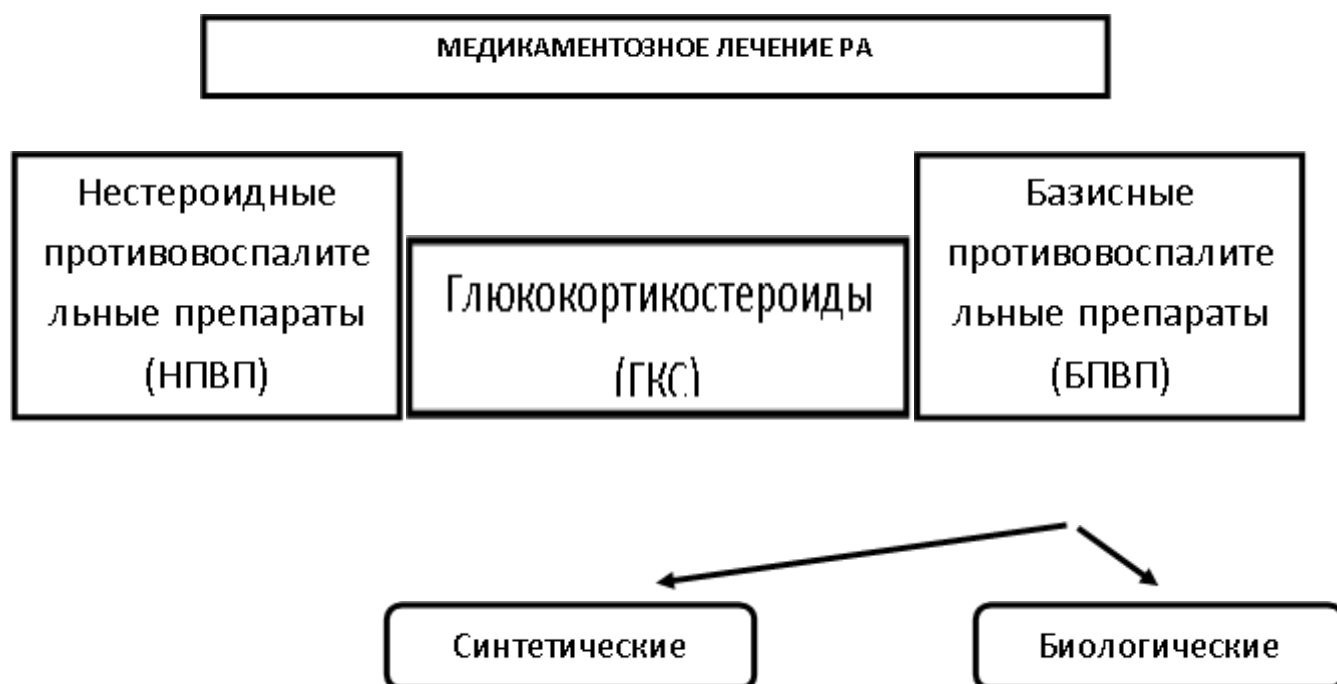 МЕДИКАМЕНТОЗНОЕ ЛЕЧЕНИЕ РА
Нестероидные
противовоспалите
льные препараты
(НПВП)
Глюкокортикостероиды
(ГКС)
Базисные
противовоспалите
льные препараты
(БПВП)
Синтетические
Биологические